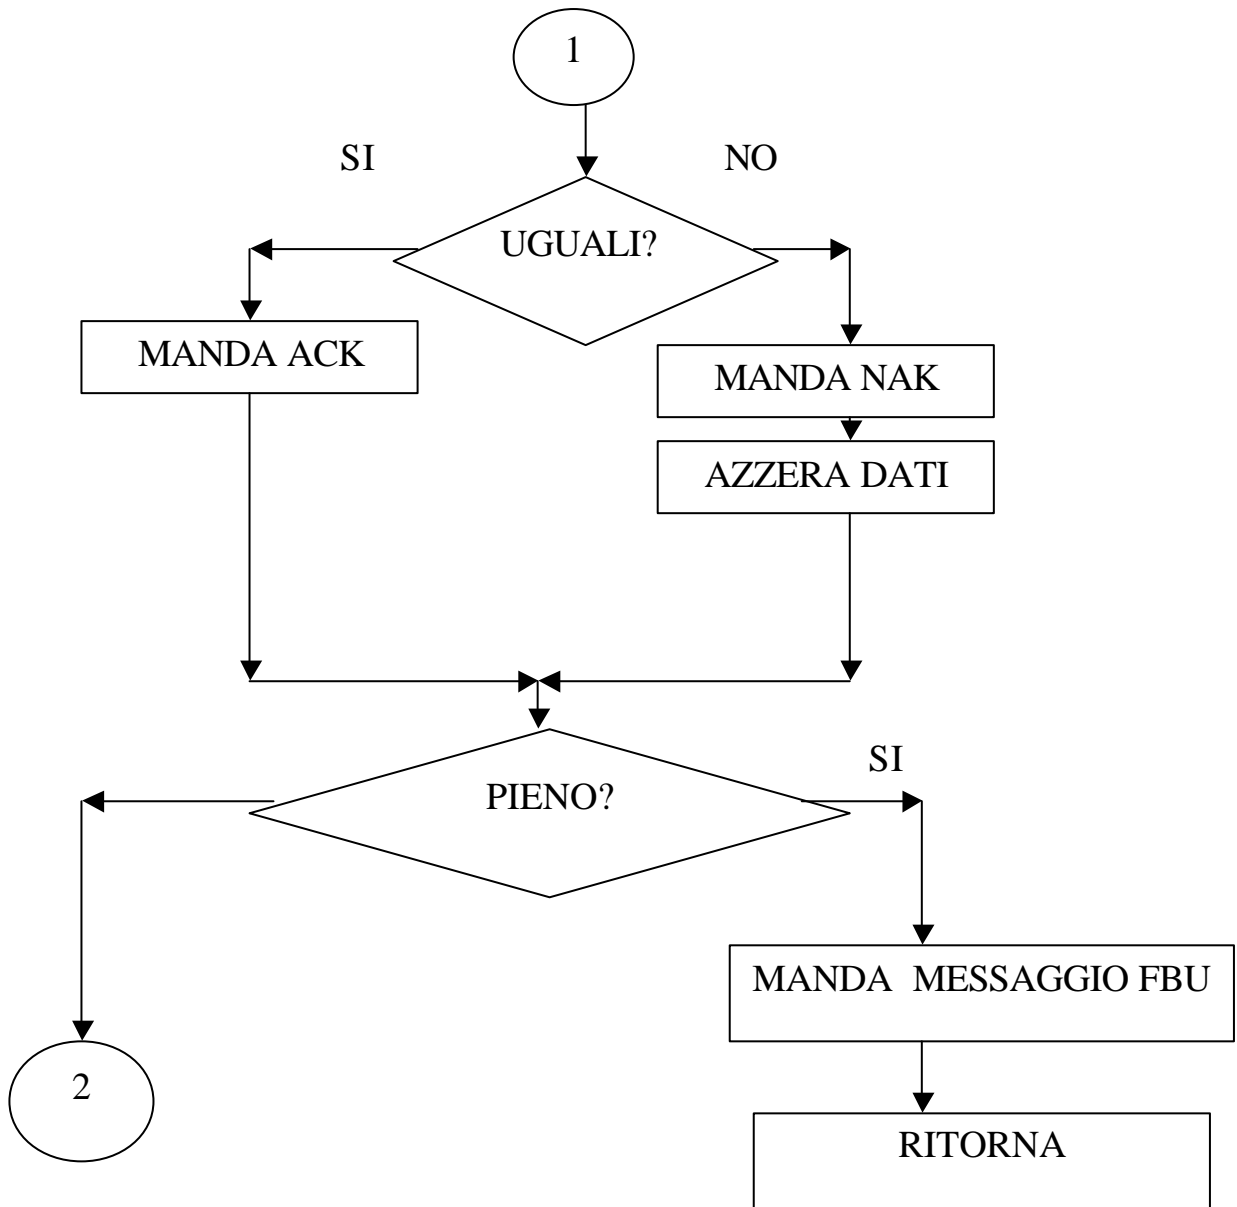 1
SI
NO
UGUALI?
MANDA ACK
MANDA NAK
AZZERA DATI
SI
PIENO?
MANDA MESSAGGIO FBU
2
RITORNA